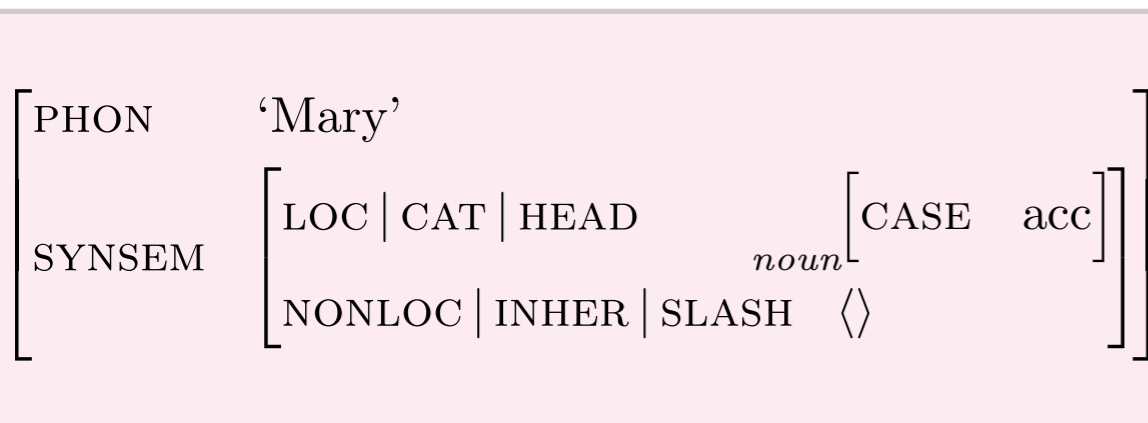 PHON ‘Mary’
LOC | CAT | HEAD noun[CASE acc]
SYNSEM
NONLOC | INHER | SLASH ⟨⟩